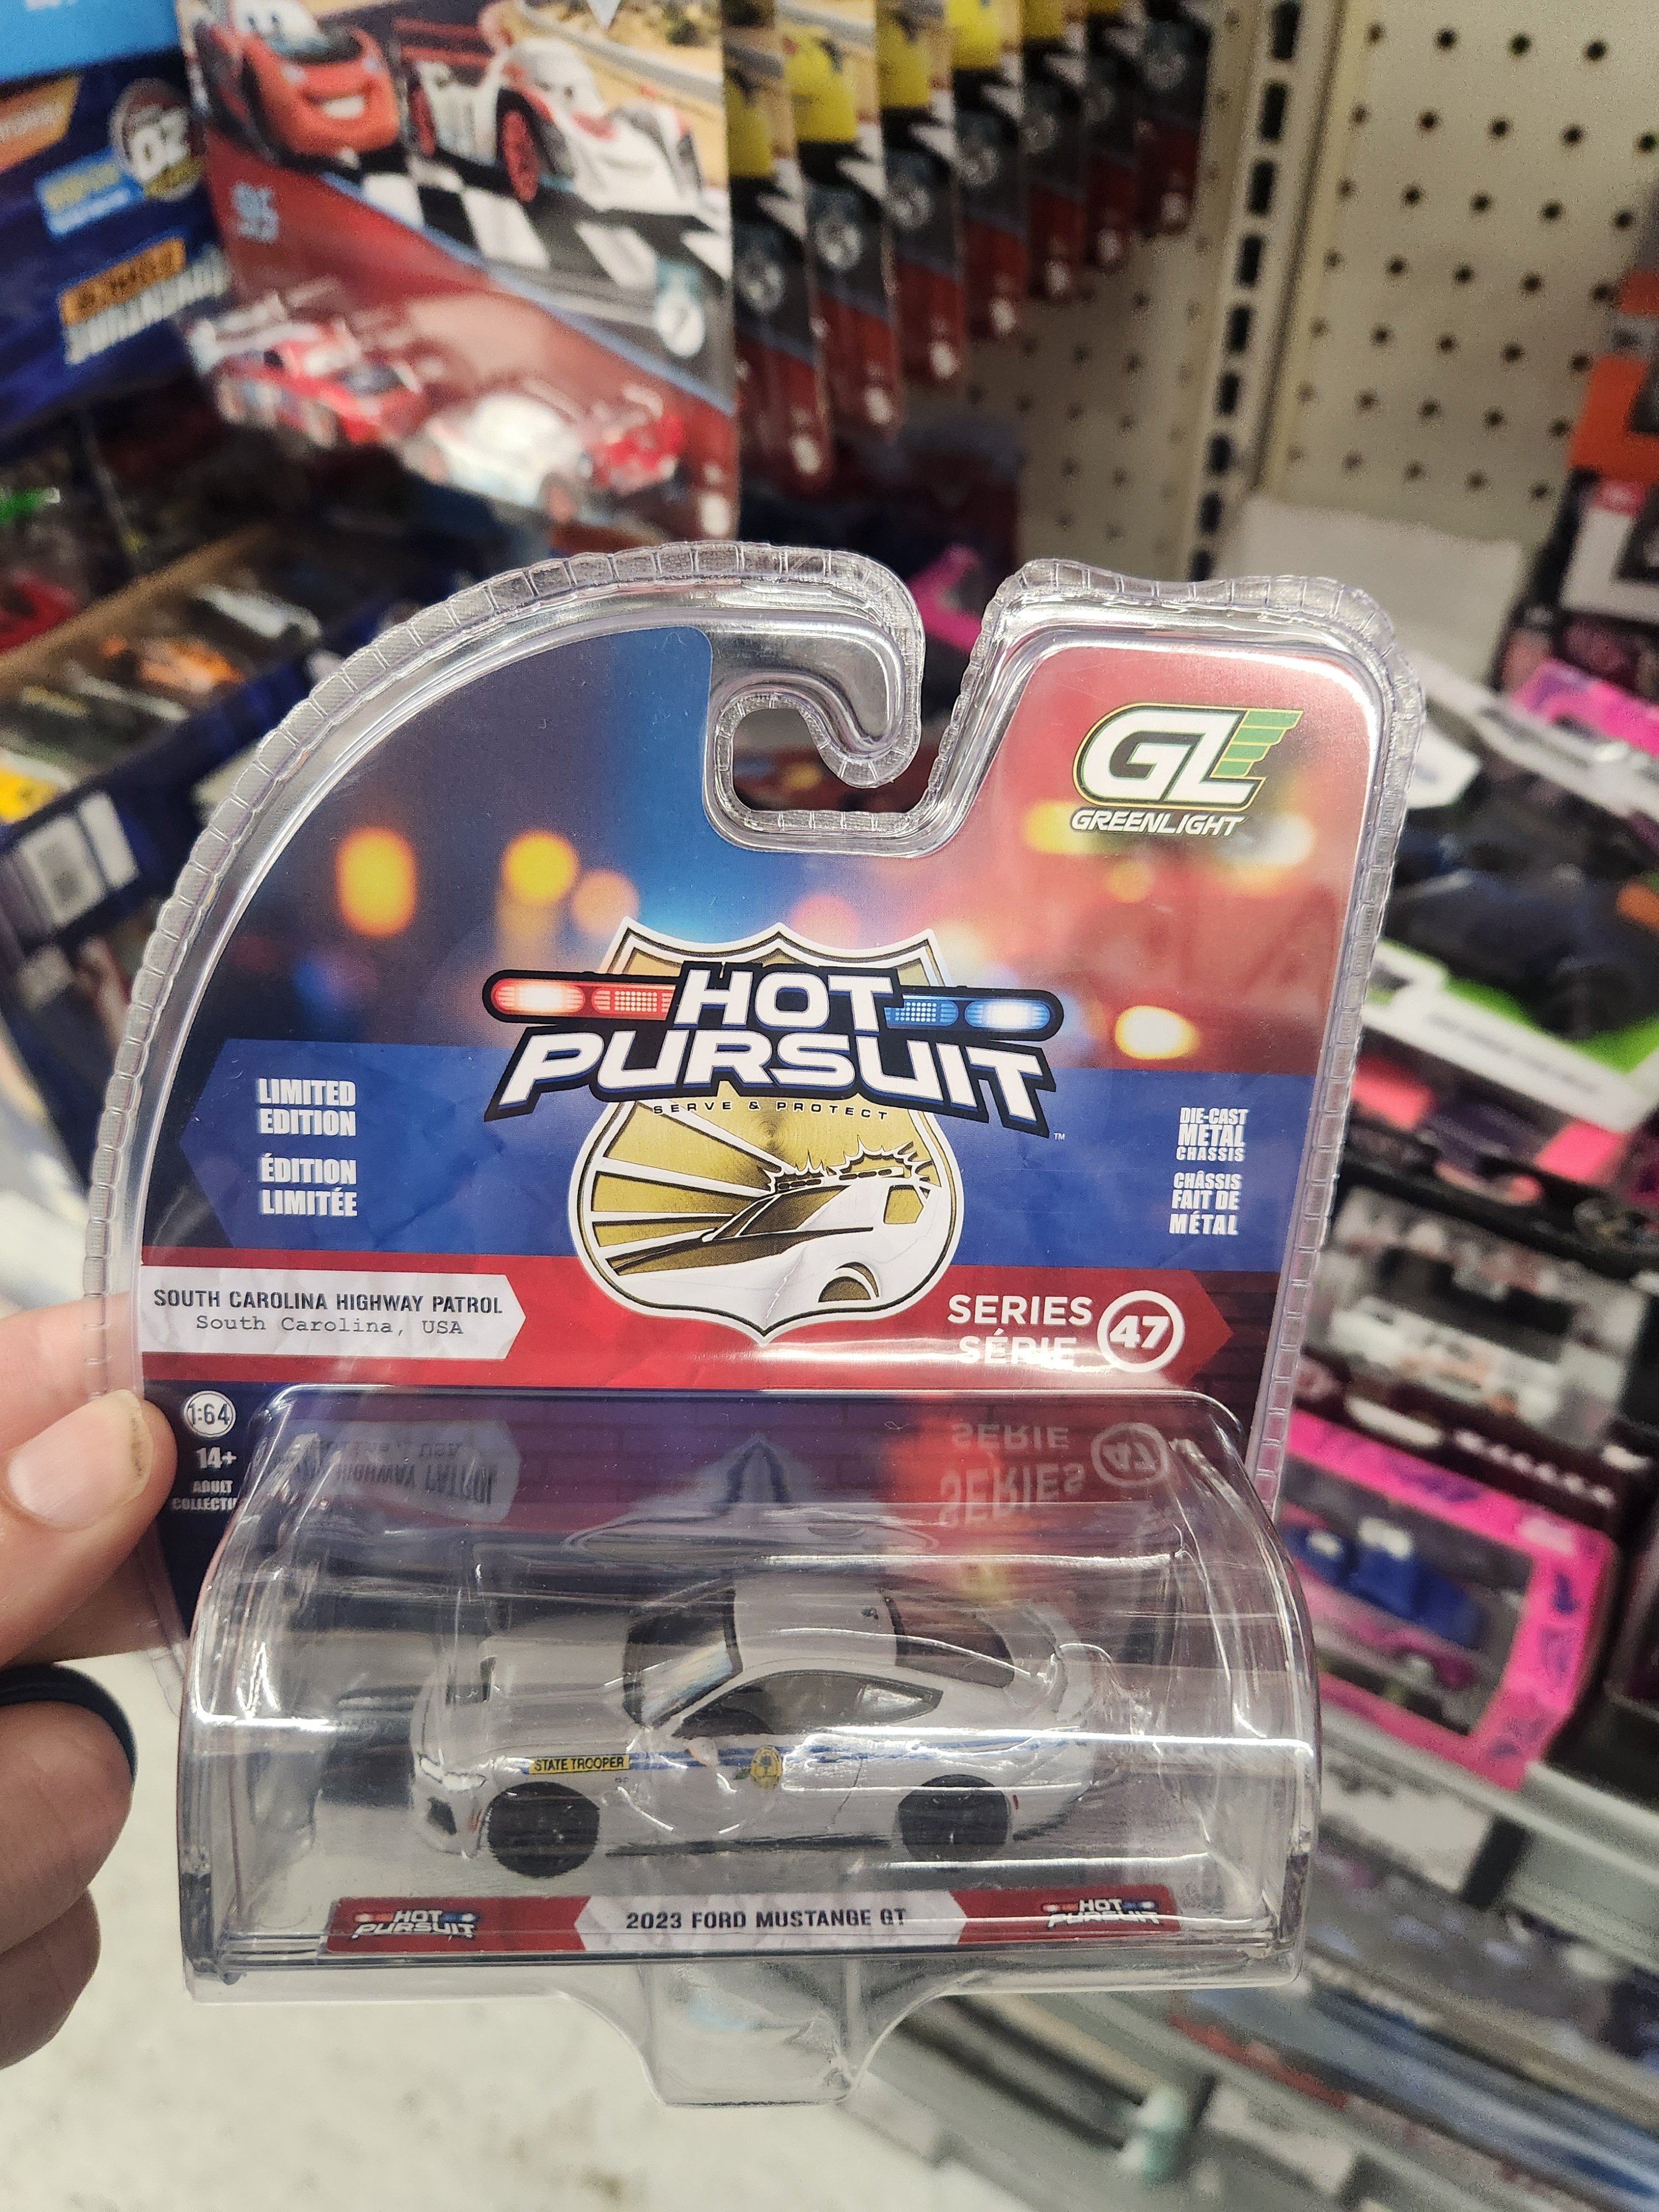 GL
GREENLIGHT
HOT
PURSUIT
SERVE & PROTECT
™
LIMITED
EDITION
ÉDITION
LIMITÉE
DIE-CAST
METAL
CHASSIS
CHÂSSIS
FAIT DE
MÉTAL
SOUTH CAROLINA HIGHWAY PATROL
South Carolina, USA
SERIES
SÉRIE
47
1:64
14+
ADULT
STATE TROOPER
HOT
PURSUIT
2023 FORD MUSTANGE GT
HOT
PURSUIT